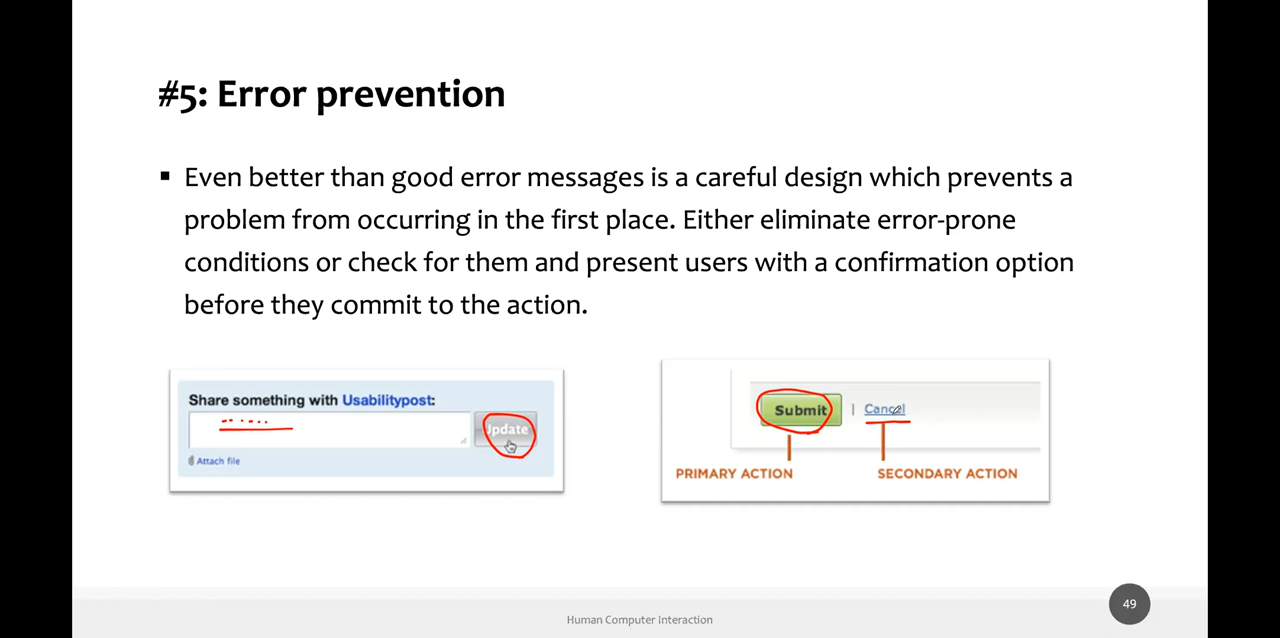 #5: Error prevention
▪ Even better than good error messages is a careful design which prevents a
problem from occurring in the first place. Either eliminate error-prone
conditions or check for them and present users with a confirmation option
before they commit to the action.
Share something with Usabilitypost:
Update
Attach file
Submit | Cancel
PRIMARY ACTION
SECONDARY ACTION
Human Computer Interaction
49